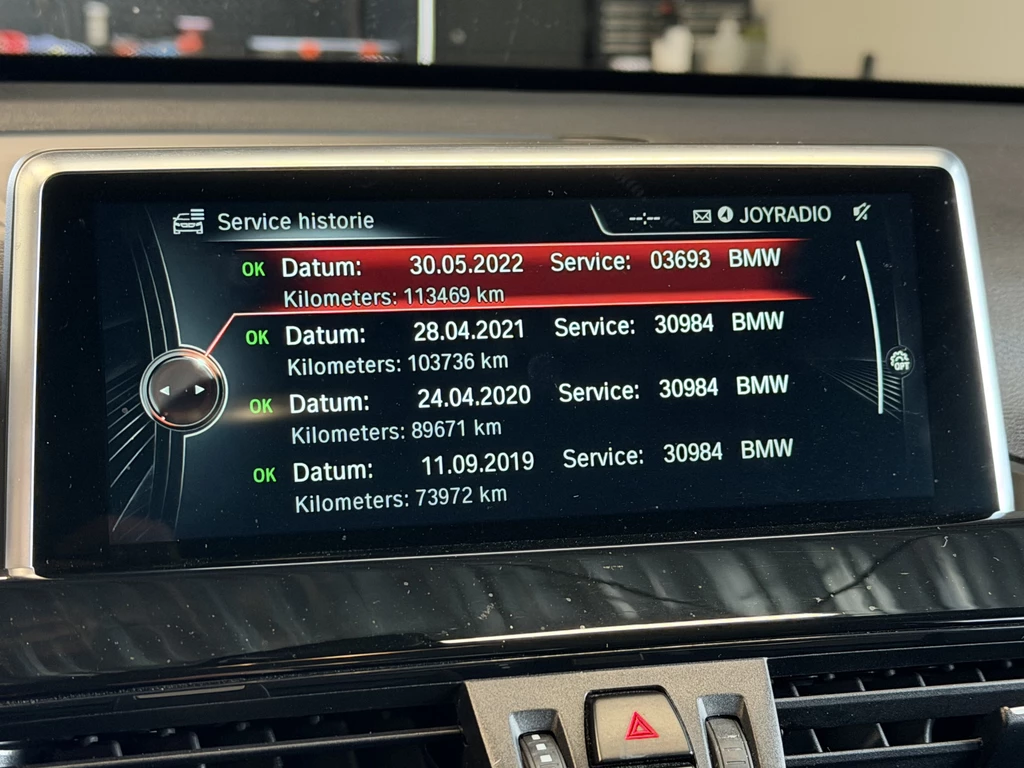 Service historie --:-- JOYRADIO
OK Datum: 30.05.2022 Service: 03693 BMW
Kilometers: 113469 km
OK Datum: 28.04.2021 Service: 30984 BMW
Kilometers: 103736 km
OK Datum: 24.04.2020 Service: 30984 BMW
Kilometers: 89671 km
OK Datum: 11.09.2019 Service: 30984 BMW
Kilometers: 73972 km
OPT